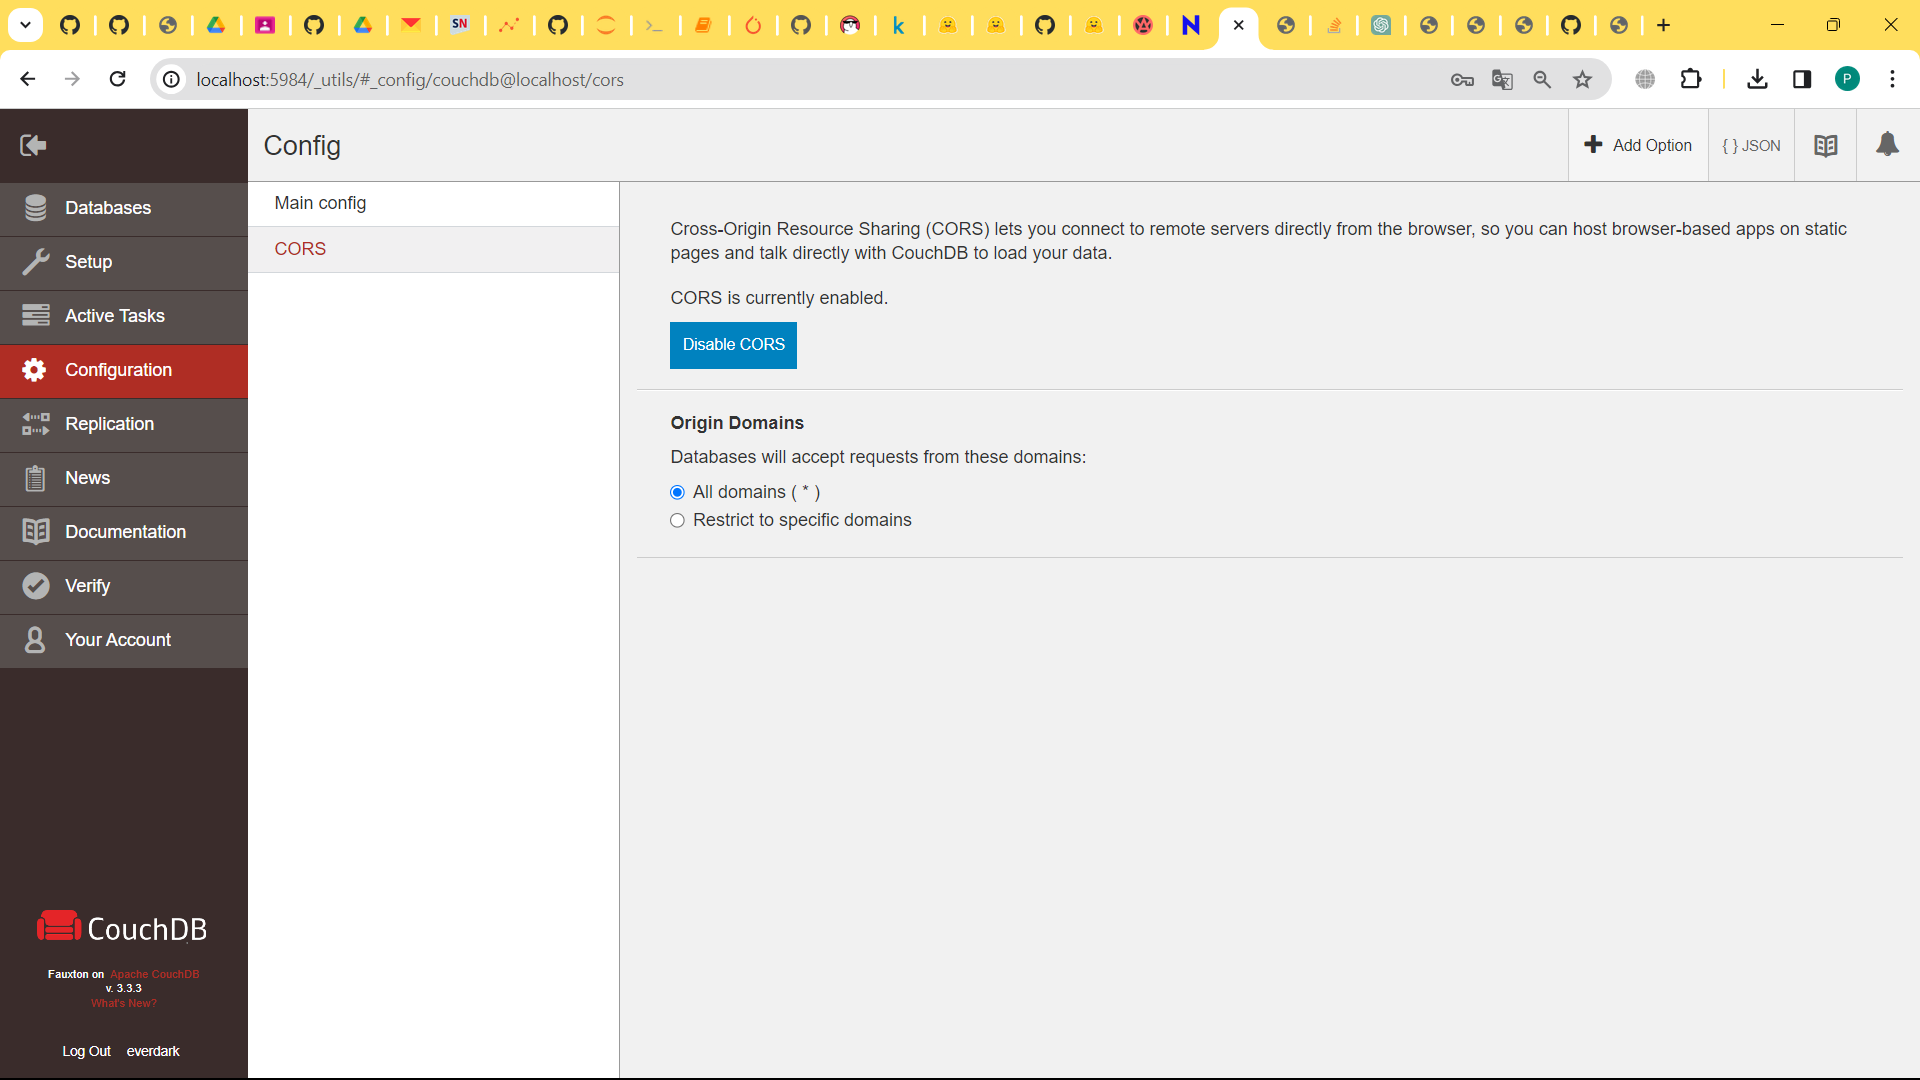 SN
k
N
localhost:5984/_utils/#_config/couchdb@localhost/cors
P
Config
Add Option
{ } JSON
Databases
Setup
Active Tasks
Configuration
Replication
News
Documentation
Verify
Your Account
Main config
CORS
Cross-Origin Resource Sharing (CORS) lets you connect to remote servers directly from the browser, so you can host browser-based apps on static
pages and talk directly with CouchDB to load your data.
CORS is currently enabled.
Disable CORS
Origin Domains
Databases will accept requests from these domains:
All domains ( * )
Restrict to specific domains
CouchDB
Fauxton on Apache CouchDB
v. 3.3.3
What's New?
Log Out everdark